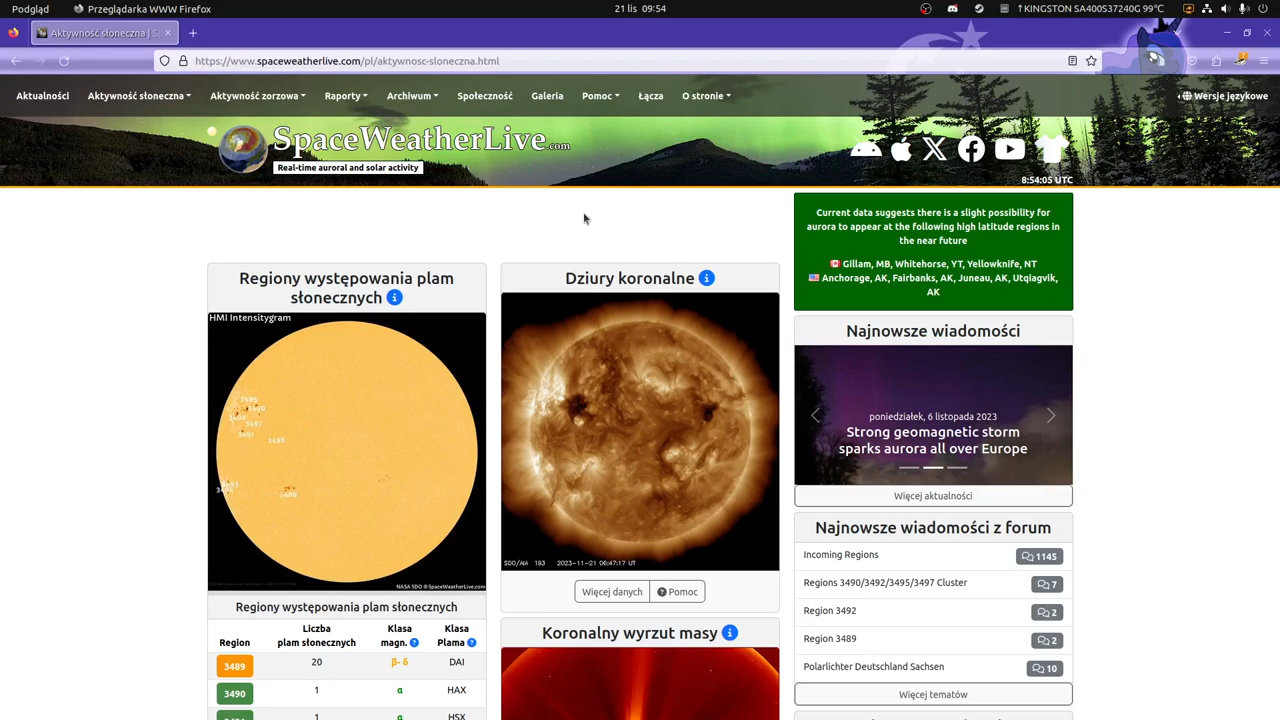 Podgląd
Przeglądarka WWW Firefox
21 lis 09:54
↑KINGSTON SA400S37240G 99°C
Aktywność słoneczna | S
https://www.spaceweatherlive.com/pl/aktywnosc-sloneczna.html
Aktualności
Aktywność słoneczna
Aktywność zorzowa
Raporty
Archiwum
Społeczność
Galeria
Pomoc
Łącza
O stronie
Wersje językowe
SpaceWeatherLive.com
Real-time auroral and solar activity
8:54:05 UTC
Regiony występowania plam
słonecznych
HMI Intensitygram
3495
3497
3491
3495
3489
NASA SDO © SpaceWeatherLive.com
Regiony występowania plam słonecznych
Region
Liczba
plam słonecznych
Klasa
magn.
Klasa
Plama
3489
20
β-δ
DAI
3490
1
α
HAX
1
α
HSX
Dziury koronalne
SDO/AIA 193 2023-11-21 06:47:17 UT
Więcej danych
Pomoc
Koronalny wyrzut masy
Current data suggests there is a slight possibility for
aurora to appear at the following high latitude regions in
the near future
Gillam, MB, Whitehorse, YT, Yellowknife, NT
Anchorage, AK, Fairbanks, AK, Juneau, AK, Utqiagvik,
AK
Najnowsze wiadomości
poniedziałek, 6 listopada 2023
Strong geomagnetic storm
sparks aurora all over Europe
Więcej aktualności
Najnowsze wiadomości z forum
Incoming Regions
1145
Regions 3490/3492/3495/3497 Cluster
7
Region 3492
2
Region 3489
2
Polarlichter Deutschland Sachsen
10
Więcej tematów